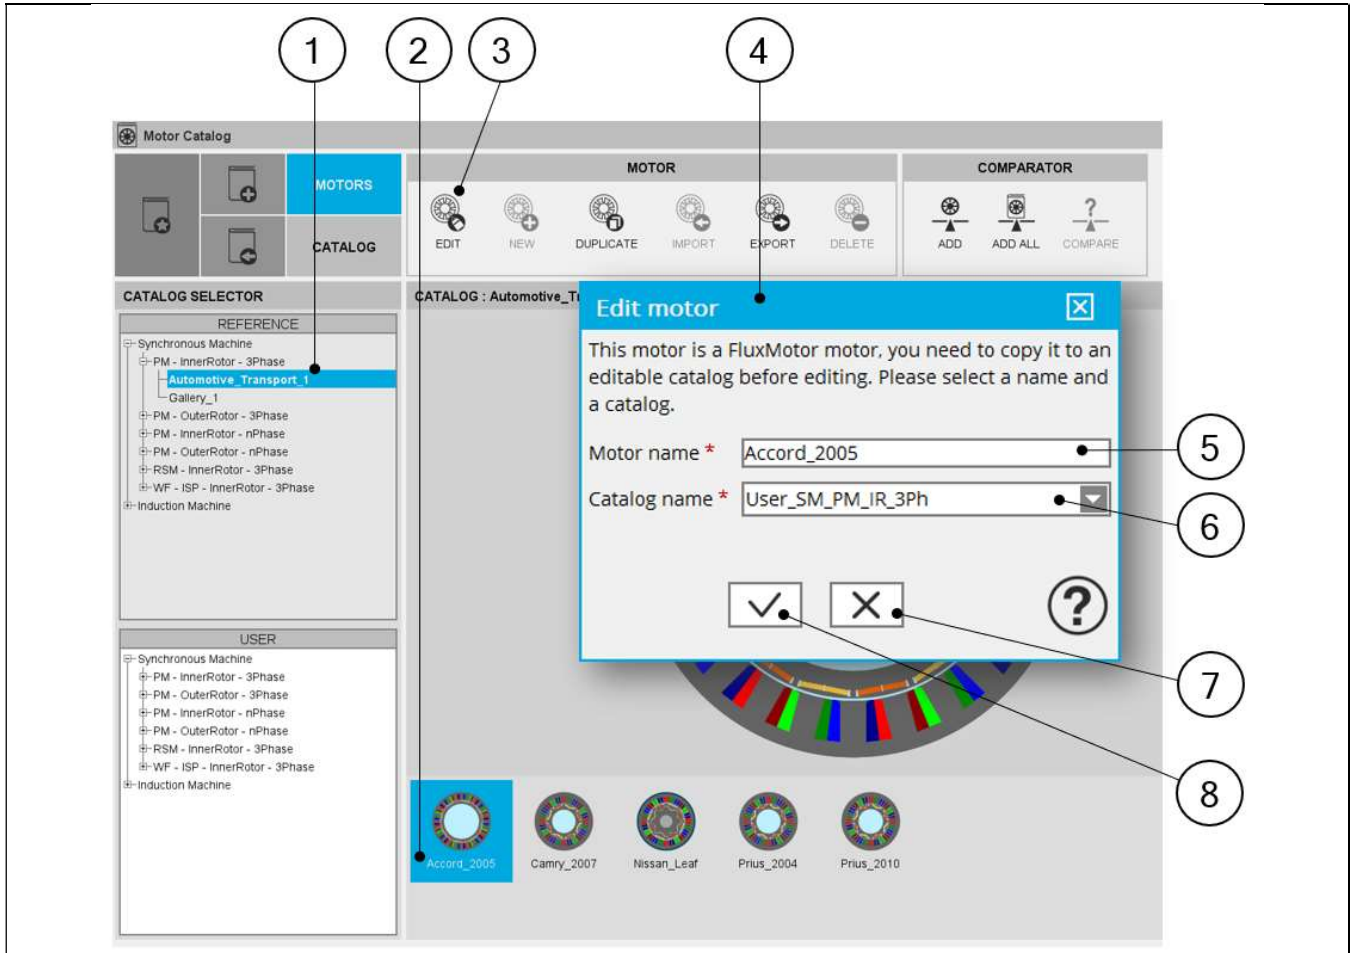 1
2
3
4
Motor Catalog
MOTORS
CATALOG
MOTOR
EDIT
NEW
DUPLICATE
IMPORT
EXPORT
DELETE
COMPARATOR
?
ADD
ADD ALL
COMPARE
CATALOG SELECTOR
REFERENCE
Synchronous Machine
PM - InnerRotor - 3Phase
Automotive_Transport_1
Gallery_1
PM - OuterRotor - 3Phase
PM - InnerRotor - nPhase
PM - OuterRotor - nPhase
RSM - InnerRotor - 3Phase
WF - ISP - InnerRotor - 3Phase
Induction Machine
USER
Synchronous Machine
PM - InnerRotor - 3Phase
PM - OuterRotor - 3Phase
PM - InnerRotor - nPhase
PM - OuterRotor - nPhase
RSM - InnerRotor - 3Phase
WF - ISP - InnerRotor - 3Phase
Induction Machine
CATALOG : Automotive_T
Edit motor
This motor is a FluxMotor motor, you need to copy it to an
editable catalog before editing. Please select a name and
a catalog.
Motor name * Accord_2005
Catalog name * User_SM_PM_IR_3Ph
?
5
6
7
8
Accord_2005
Camry_2007
Nissan_Leaf
Prius_2004
Prius_2010